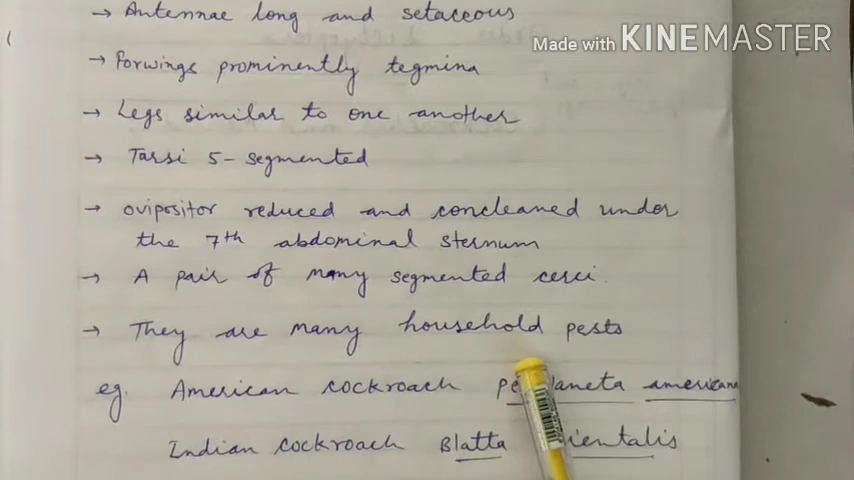 → Antennae long and setaceous
Made with KINEMASTER
→ Forwings prominently tegmina
→ Legs similar to one another
→ Tarsi 5-segmented
→ ovipositor reduced and concleaned under
the 7th abdominal sternum
→ A pair of many segmented cerci.
→ They are many household pests
eg. American cockroach americana
Indian cockroach Blatta